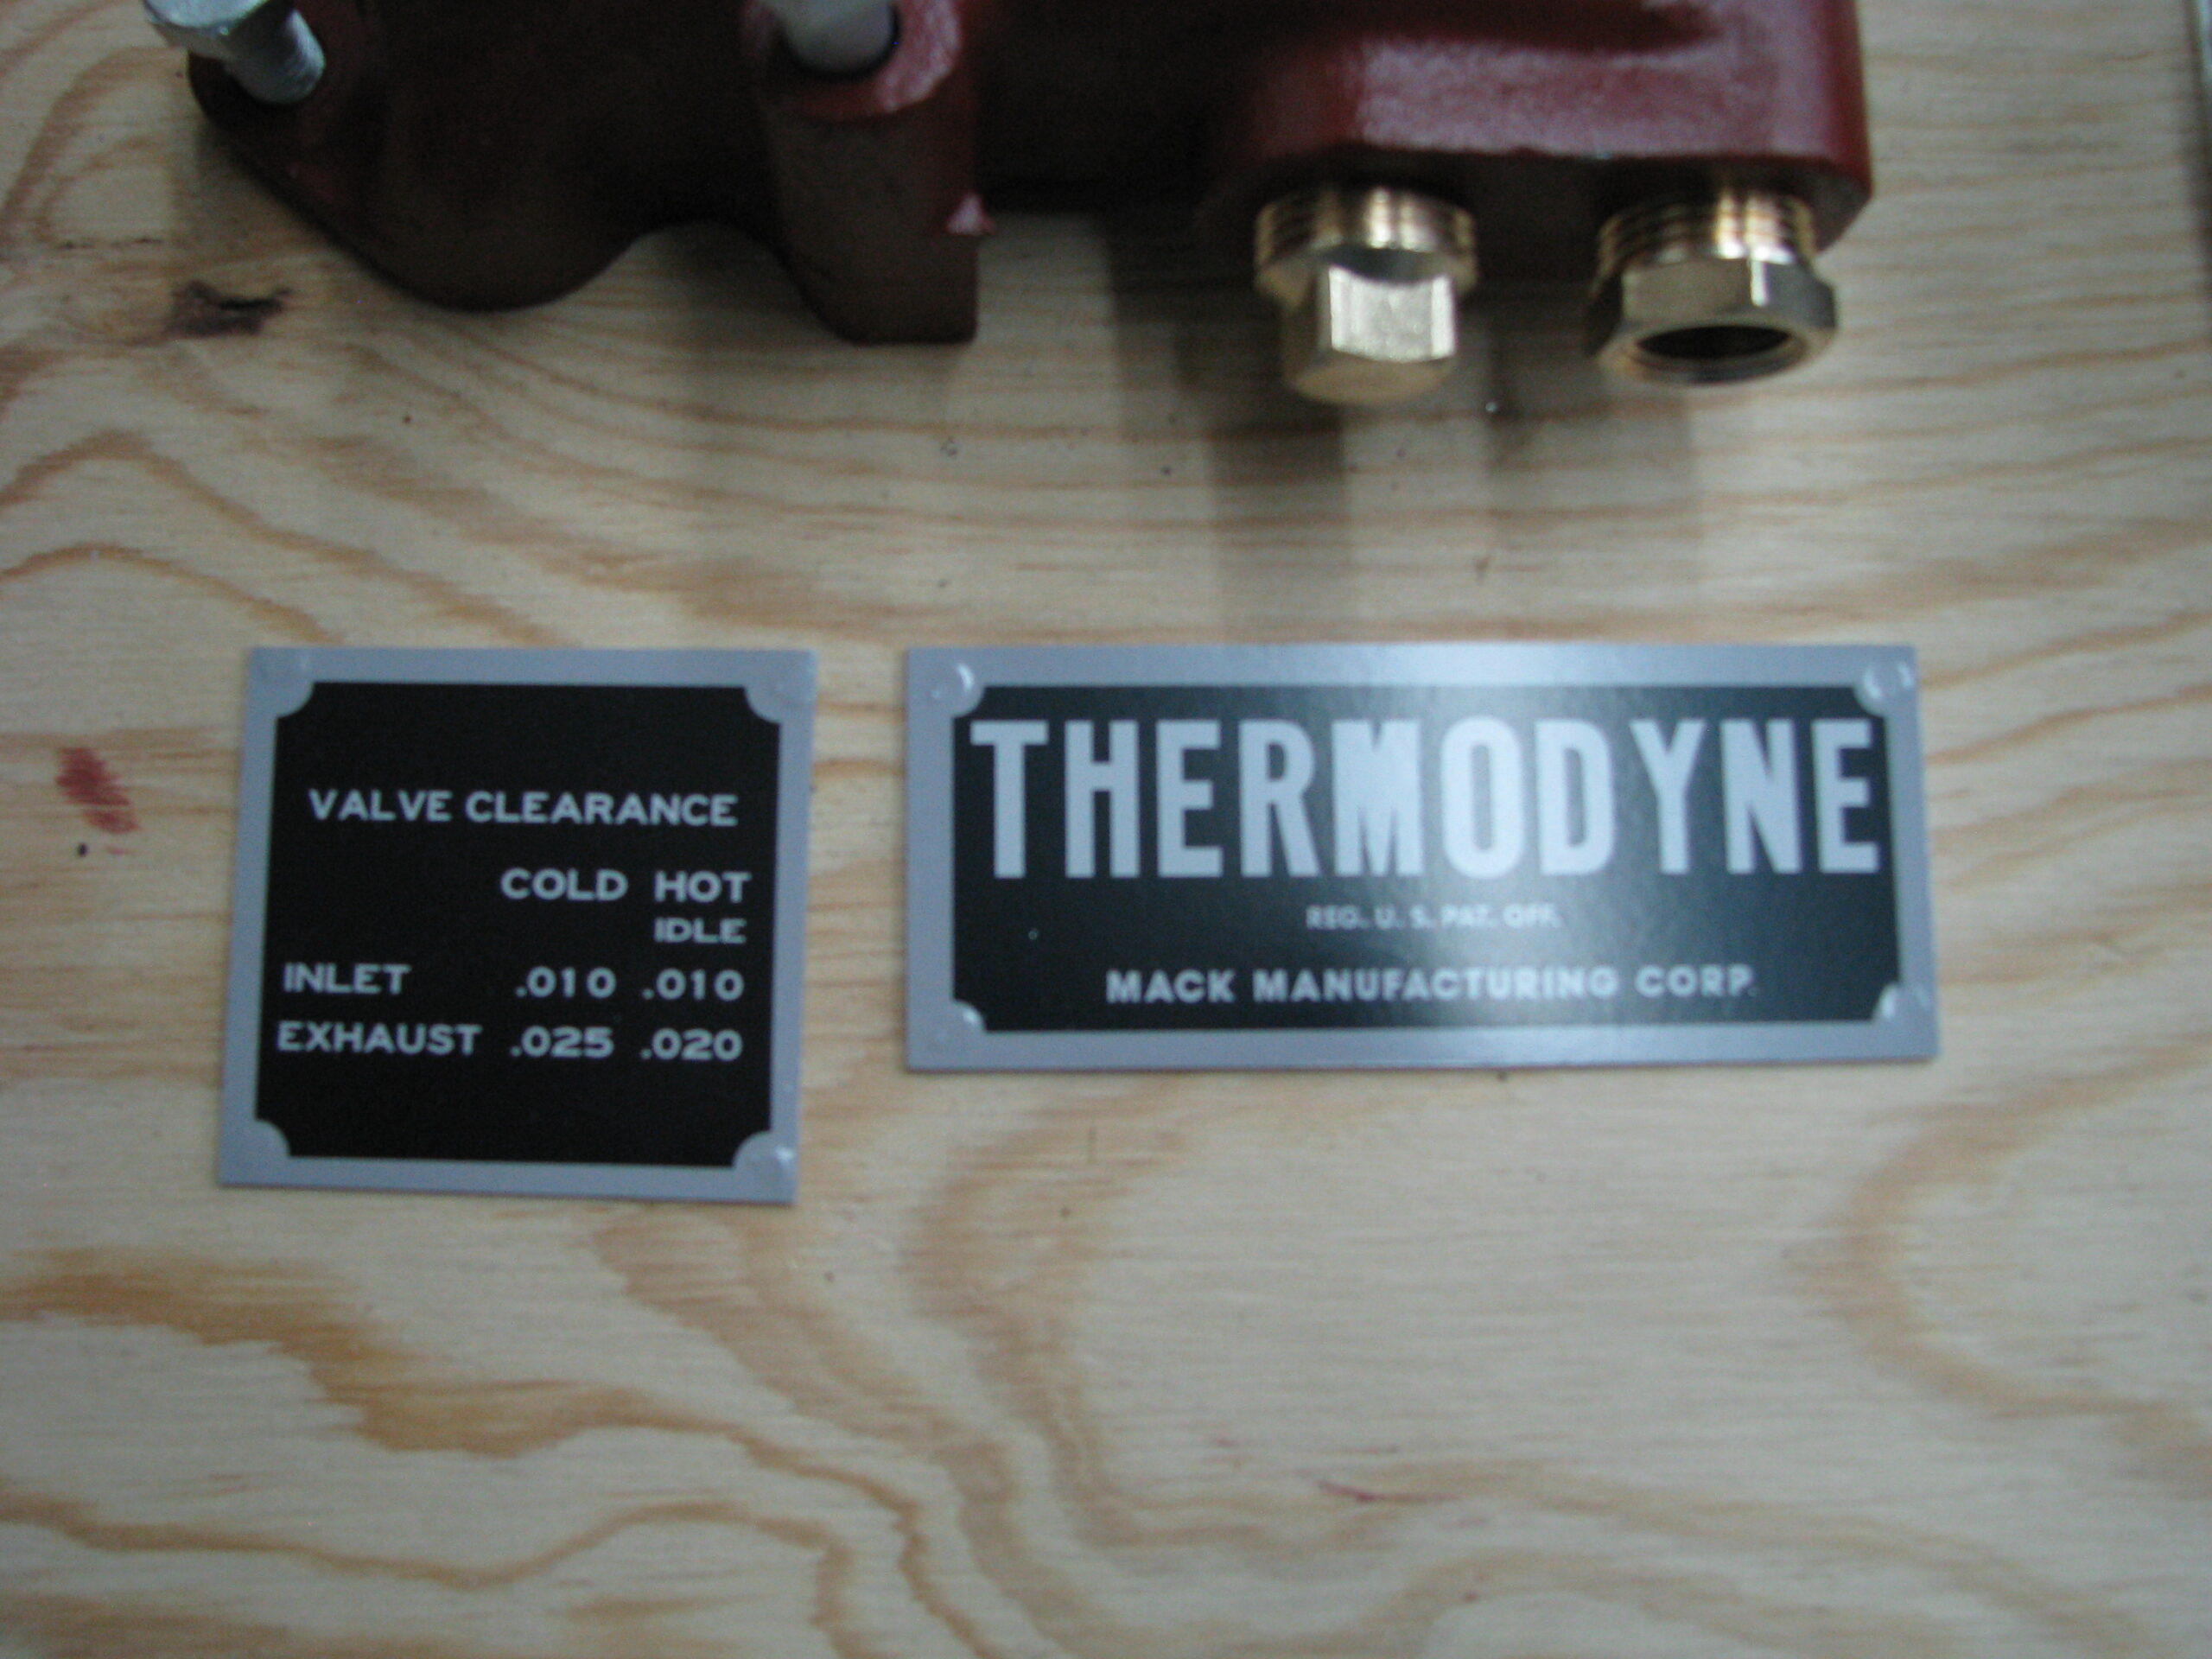 VALVE CLEARANCE
COLD HOT
IDLE
INLET .010 .010
EXHAUST .025 .020
THERMODYNE
REG. U. S. PAT. OFF.
MACK MANUFACTURING CORP.